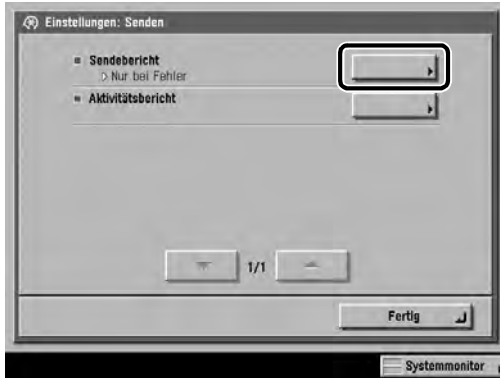 Einstellungen: Senden
Sendebericht
Nur bei Fehler
Aktivitätsbericht
1/1
Fertig
Systemmonitor